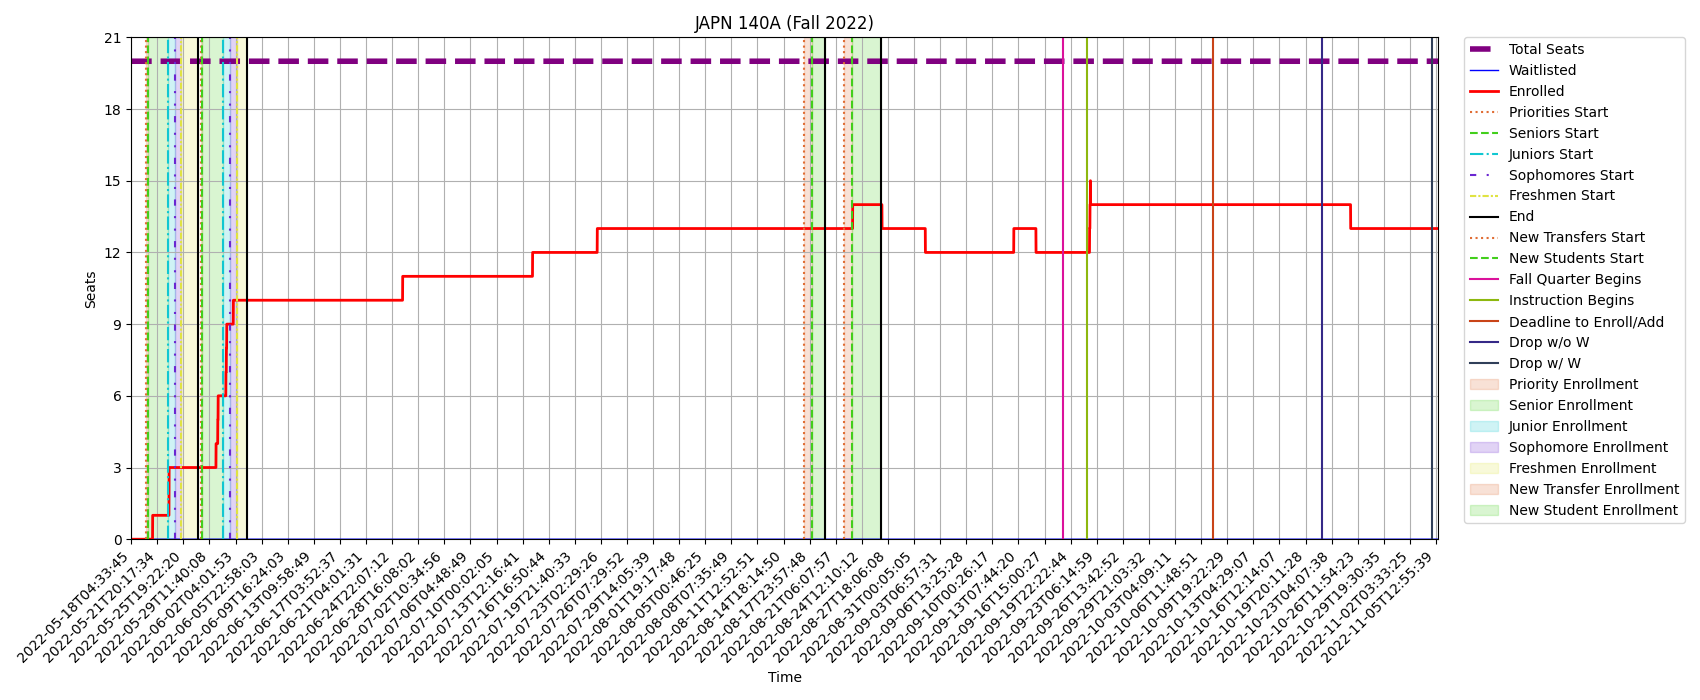 JAPN 140A (Fall 2022)
21
18
15
12
9
6
3
0
Seats
2022-05-18T04:33:45
2022-05-21T20:17:34
2022-05-25T19:22:20
2022-05-29T11:40:08
2022-06-02T04:01:53
2022-06-05T22:58:03
2022-06-09T16:24:03
2022-06-13T09:58:49
2022-06-17T03:52:37
2022-06-21T04:01:31
2022-06-24T22:07:12
2022-06-28T16:08:02
2022-07-02T10:34:56
2022-07-06T04:48:49
2022-07-10T00:02:05
2022-07-13T12:16:41
2022-07-16T16:50:44
2022-07-19T21:40:33
2022-07-23T02:29:26
2022-07-26T07:29:52
2022-07-29T14:05:39
2022-08-01T19:17:48
2022-08-05T00:46:25
2022-08-08T07:35:49
2022-08-11T12:52:51
2022-08-14T18:14:50
2022-08-17T23:57:48
2022-08-21T06:07:57
2022-08-24T12:10:12
2022-08-27T18:06:08
2022-08-31T00:05:05
2022-09-03T06:57:31
2022-09-06T13:25:28
2022-09-10T00:26:17
2022-09-13T07:44:20
2022-09-16T15:00:27
2022-09-19T22:22:44
2022-09-23T06:14:59
2022-09-26T13:42:52
2022-09-29T21:03:32
2022-10-03T04:09:11
2022-10-06T11:48:51
2022-10-09T19:22:29
2022-10-13T04:29:07
2022-10-16T12:14:07
2022-10-19T20:11:28
2022-10-23T04:07:38
2022-10-26T11:54:23
2022-10-29T19:30:35
2022-11-02T03:33:25
2022-11-05T12:55:39
Time
Total Seats
Waitlisted
Enrolled
Priorities Start
Seniors Start
Juniors Start
Sophomores Start
Freshmen Start
End
New Transfers Start
New Students Start
Fall Quarter Begins
Instruction Begins
Deadline to Enroll/Add
Drop w/o W
Drop w/ W
Priority Enrollment
Senior Enrollment
Junior Enrollment
Sophomore Enrollment
Freshmen Enrollment
New Transfer Enrollment
New Student Enrollment